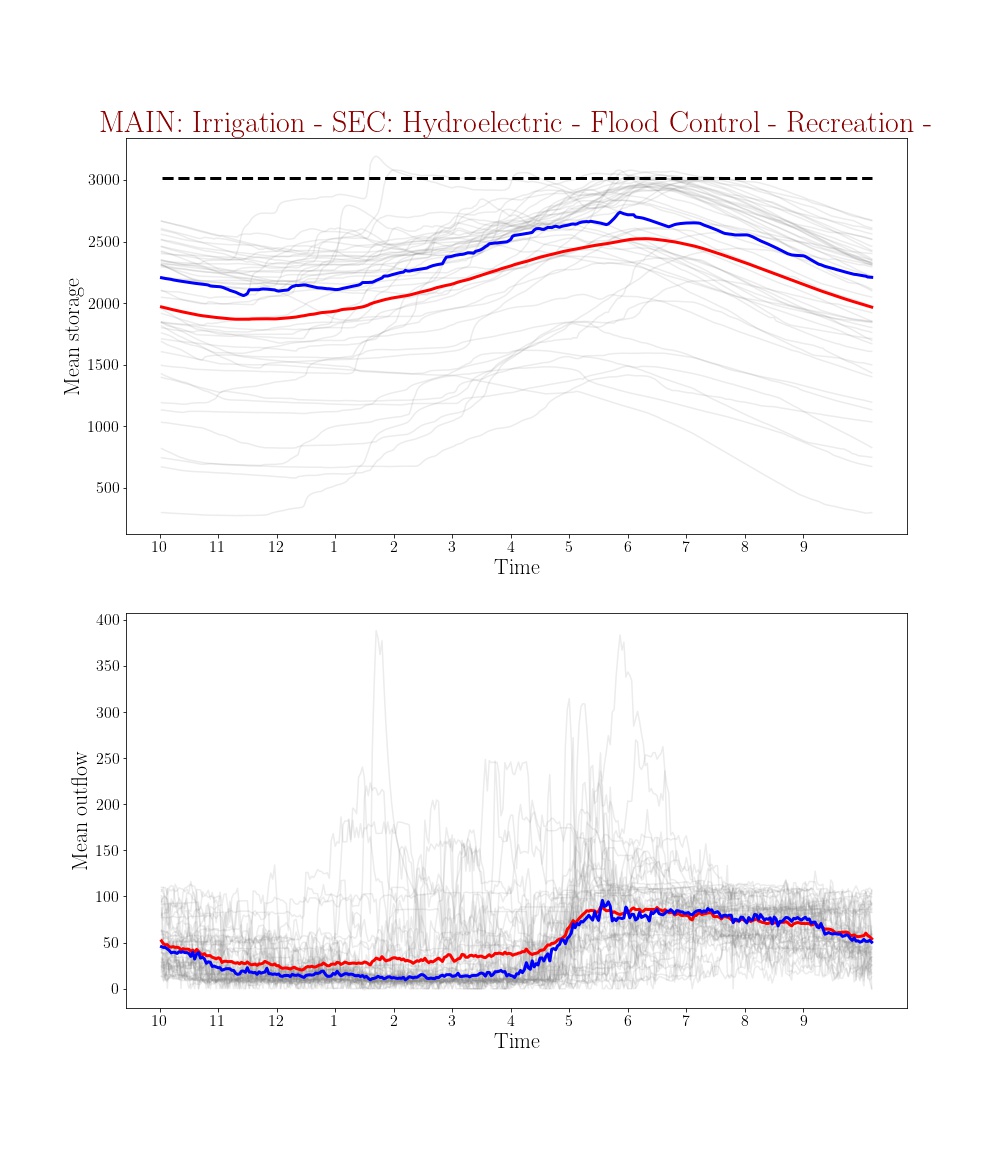 MAIN: Irrigation - SEC: Hydroelectric - Flood Control - Recreation -
3000
2500
2000
1500
1000
500
Mean storage
10 11 12 1 2 3 4 5 6 7 8 9
Time
400
350
300
250
200
150
100
50
0
Mean outflow
10 11 12 1 2 3 4 5 6 7 8 9
Time